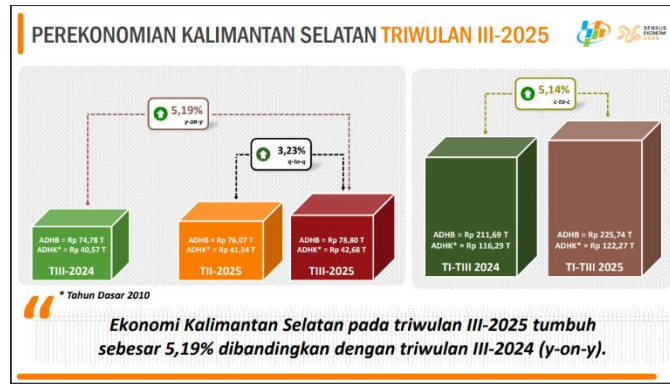 PEREKONOMIAN KALIMANTAN SELATAN TRIWULAN III-2025
SENSUS
EKONOMI
2026
5,19%
y-on-y
3,23%
q-to-q
ADHB = Rp 74,78 T
ADHK* = Rp 40,57 T
TIII-2024
ADHB = Rp 76,07 T
ADHK* = Rp 41,34 T
TII-2025
ADHB = Rp 78,80 T
ADHK* = Rp 42,68 T
TIII-2025
5,14%
c-to-c
ADHB = Rp 211,69 T
ADHK* = Rp 116,29 T
TI-TIII 2024
ADHB = Rp 225,74 T
ADHK* = Rp 122,27 T
TI-TIII 2025
* Tahun Dasar 2010
“
Ekonomi Kalimantan Selatan pada triwulan III-2025 tumbuh
sebesar 5,19% dibandingkan dengan triwulan III-2024 (y-on-y).